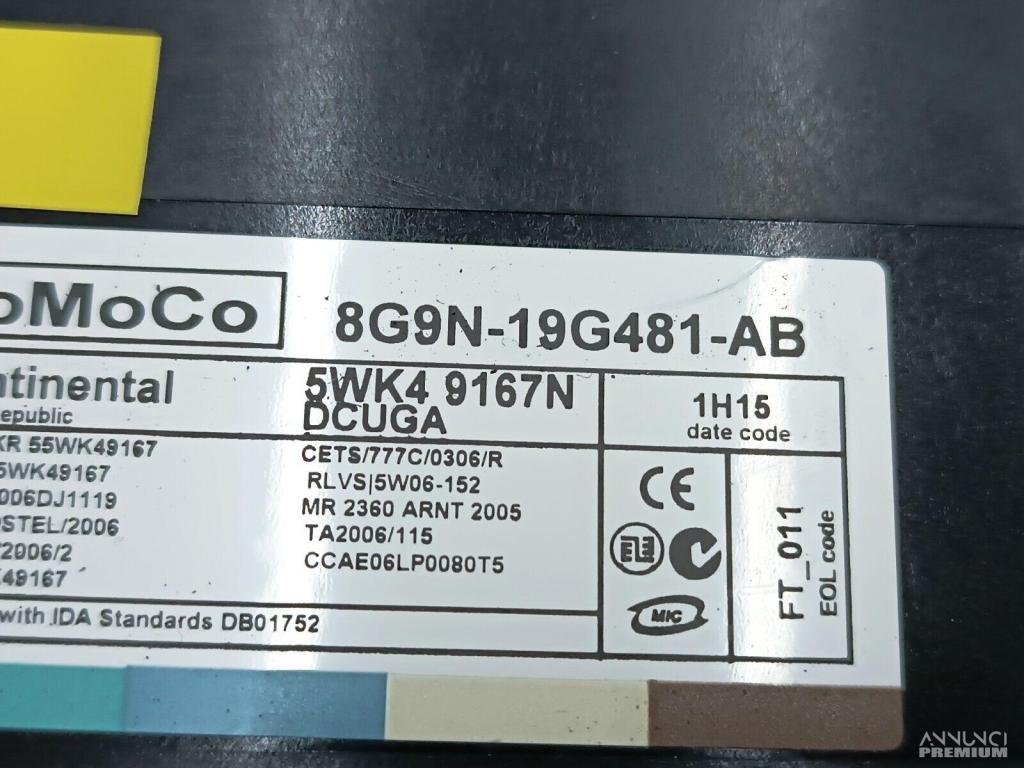 oMoCo
8G9N-19G481-AB
ntinental
epublic
5WK4 9167N
DCUGA
1H15
date code
KR 55WK49167
5WK49167
006DJ1119
STEL/2006
2006/2
49167
CETS/777C/0306/R
RLVS|5W06-152
MR 2360 ARNT 2005
TA2006/115
CCAE06LP0080T5
CE
MIC
FT_011
EOL code
with IDA Standards DB01752
ANNUNCI
PREMIUM